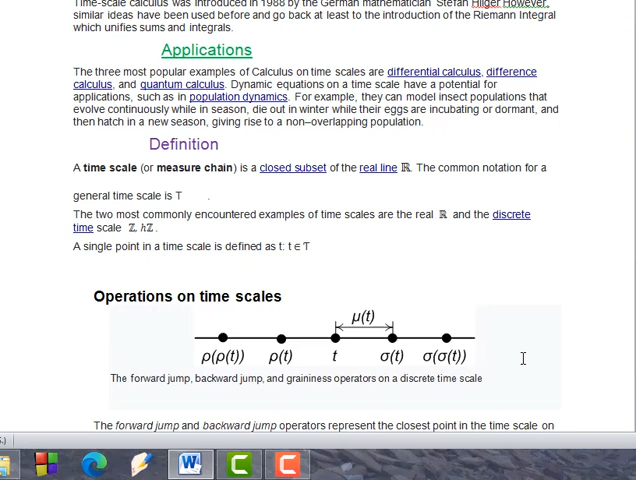 Time-scale calculus was introduced in 1988 by the German mathematician Stefan Hilger However,
similar ideas have been used before and go back at least to the introduction of the Riemann Integral
which unifies sums and integrals.
Applications
The three most popular examples of Calculus on time scales are differential calculus, difference
calculus, and quantum calculus. Dynamic equations on a time scale have a potential for
applications, such as in population dynamics. For example, they can model insect populations that
evolve continuously while in season, die out in winter while their eggs are incubating or dormant, and
then hatch in a new season, giving rise to a non–overlapping population.
Definition
A time scale (or measure chain) is a closed subset of the real line ℝ. The common notation for a
general time scale is T .
The two most commonly encountered examples of time scales are the real ℝ and the discrete
time scale ℤ, hℤ.
A single point in a time scale is defined as t: t ∈ T
Operations on time scales
μ(t)
ρ(ρ(t)) ρ(t) t σ(t) σ(σ(t))
The forward jump, backward jump, and graininess operators on a discrete time scale
The forward jump and backward jump operators represent the closest point in the time scale on
S.)
W C C